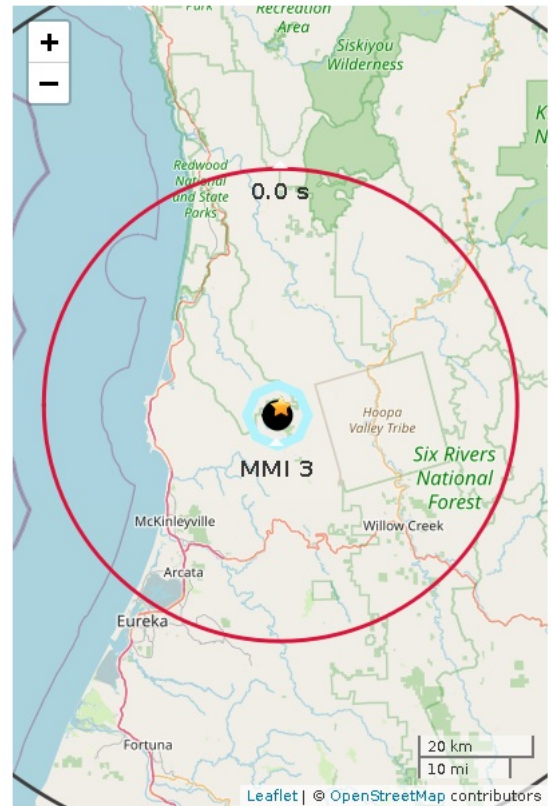 Park
Recreation
Area
+
−
Siskiyou
Wilderness
K
N
Redwood
National
and State
Parks
0.0 s
Hoopa
Valley Tribe
MMI 3
Six Rivers
National
Forest
McKinleyville
Willow Creek
Arcata
Eureka
Fortuna
20 km
10 mi
Leaflet | © OpenStreetMap contributors